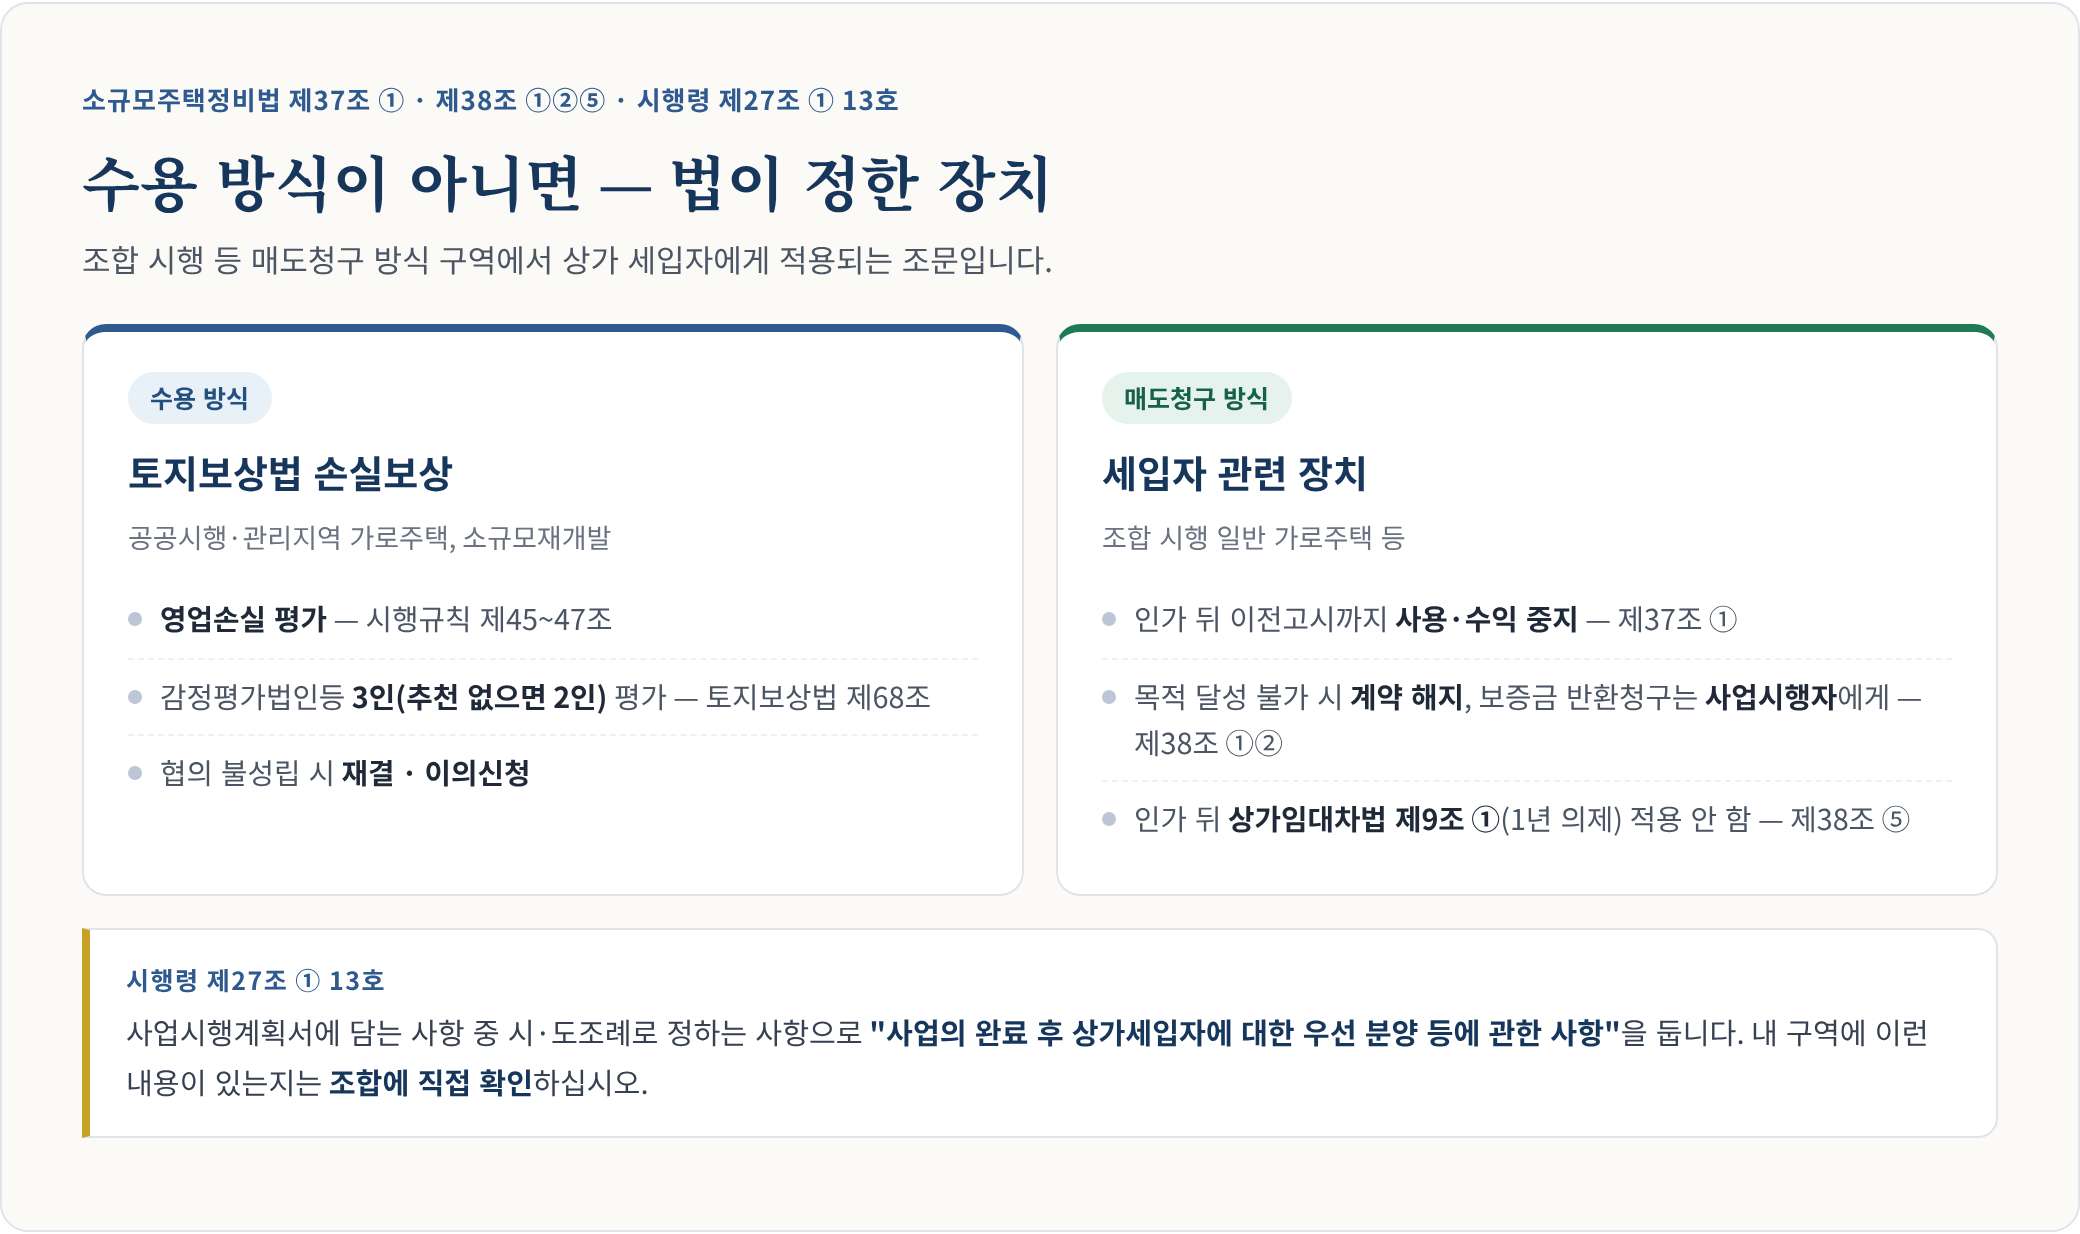 소규모주택정비법 제37조 ① · 제38조 ①②⑤ · 시행령 제27조 ① 13호
수용 방식이 아니면 — 법이 정한 장치
조합 시행 등 매도청구 방식 구역에서 상가 세입자에게 적용되는 조문입니다.
수용 방식
토지보상법 손실보상
공공시행·관리지역 가로주택, 소규모재개발
영업손실 평가 — 시행규칙 제45~47조
감정평가법인등 3인(추천 없으면 2인) 평가 — 토지보상법 제68조
협의 불성립 시 재결 · 이의신청
매도청구 방식
세입자 관련 장치
조합 시행 일반 가로주택 등
인가 뒤 이전고시까지 사용·수익 중지 — 제37조 ①
목적 달성 불가 시 계약 해지, 보증금 반환청구는 사업시행자에게 —
제38조 ①②
인가 뒤 상가임대차법 제9조 ①(1년 의제) 적용 안 함 — 제38조 ⑤
시행령 제27조 ① 13호
사업시행계획서에 담는 사항 중 시·도조례로 정하는 사항으로 "사업의 완료 후 상가세입자에 대한 우선 분양 등에 관한 사항"을 둡니다. 내 구역에 이런
내용이 있는지는 조합에 직접 확인하십시오.